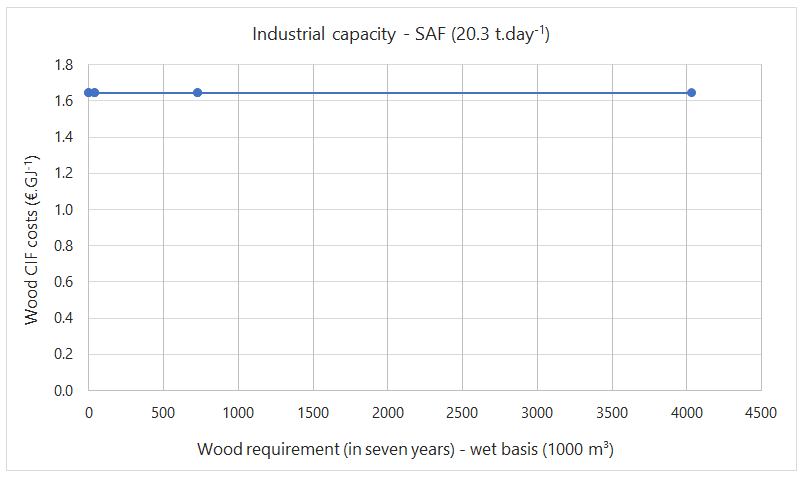 Industrial capacity - SAF (20.3 t.day⁻¹)
Wood CIF costs (€.GJ⁻¹)
1.8
1.6
1.4
1.2
1.0
0.8
0.6
0.4
0.2
0.0
0 500 1000 1500 2000 2500 3000 3500 4000 4500
Wood requirement (in seven years) - wet basis (1000 m³)